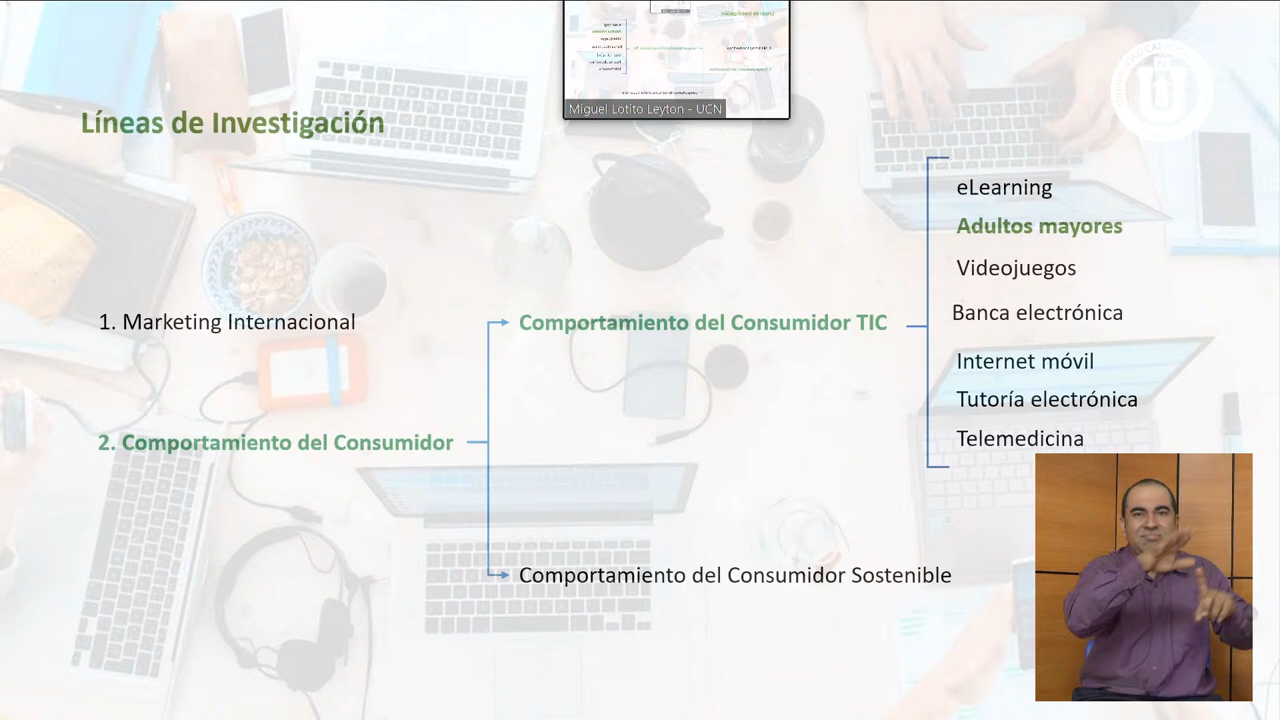 Miguel Lotito Leyton - UCN
Líneas de Investigación
1. Marketing Internacional
2. Comportamiento del Consumidor
Comportamiento del Consumidor TIC
eLearning
Adultos mayores
Videojuegos
Banca electrónica
Internet móvil
Tutoría electrónica
Telemedicina
Comportamiento del Consumidor Sostenible